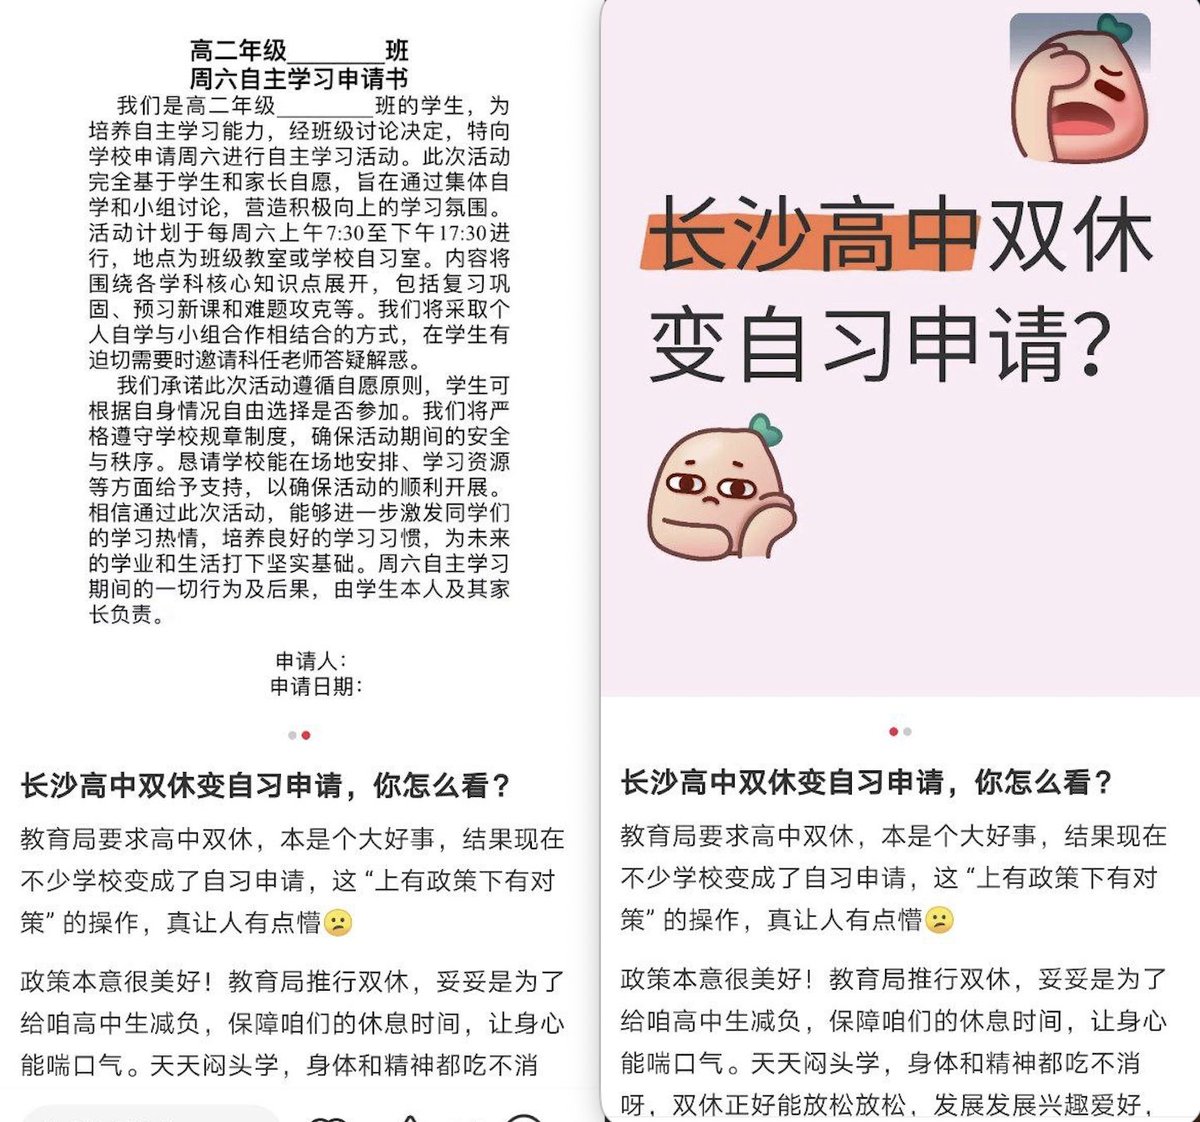 高二年级________班
周六自主学习申请书
我们是高二年级________班的学生，为
培养自主学习能力，经班级讨论决定，特向
学校申请周六进行自主学习活动。此次活动
完全基于学生和家长自愿，旨在通过集体自
学和小组讨论，营造积极向上的学习氛围。
活动计划于每周六上午7:30至下午17:30进
行，地点为班级教室或学校自习室。内容将
围绕各学科核心知识点展开，包括复习巩
固、预习新课和难题攻克等。我们将采取个
人自学与小组合作相结合的方式，在学生有
迫切需要时邀请科任老师答疑解惑。
我们承诺此次活动遵循自愿原则，学生可
根据自身情况自由选择是否参加。我们将严
格遵守学校规章制度，确保活动期间的安全
与秩序。恳请学校能在场地安排、学习资源
等方面给予支持，以确保活动的顺利开展。
相信通过此次活动，能够进一步激发同学们
的学习热情，培养良好的学习习惯，为未来
的学业和生活打下坚实基础。周六自主学习
期间的一切行为及后果，由学生本人及其家
长负责。
申请人：
申请日期：
长沙高中双休变自习申请，你怎么看？
教育局要求高中双休，本是个大好事，结果现在
不少学校变成了自习申请，这“上有政策下有对
策”的操作，真让人有点懵😕
政策本意很美好！教育局推行双休，妥妥是为了
给咱高中生减负，保障咱们的休息时间，让身心
能喘口气。天天闷头学，身体和精神都吃不消
长沙高中双休
变自习申请？
长沙高中双休变自习申请，你怎么看？
教育局要求高中双休，本是个大好事，结果现在
不少学校变成了自习申请，这“上有政策下有对
策”的操作，真让人有点懵😕
政策本意很美好！教育局推行双休，妥妥是为了
给咱高中生减负，保障咱们的休息时间，让身心
能喘口气。天天闷头学，身体和精神都吃不消
呀，双休正好能放松放松，发展发展兴趣爱好，